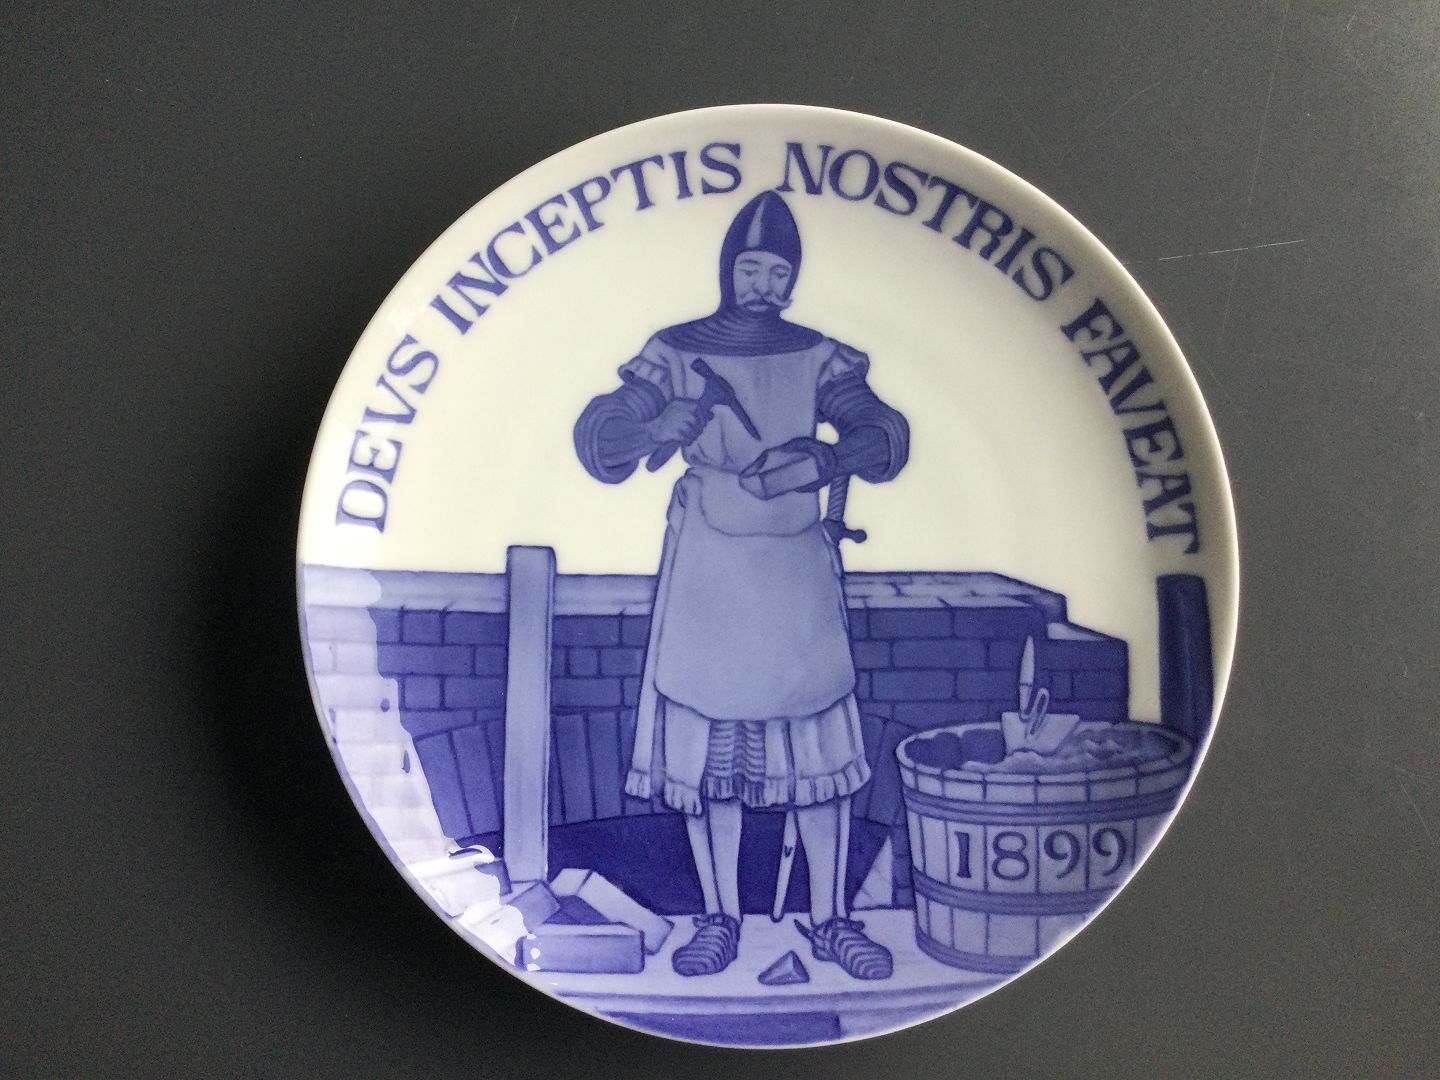 DEVS INCEPTIS NOSTRIS FAVEAT
1899